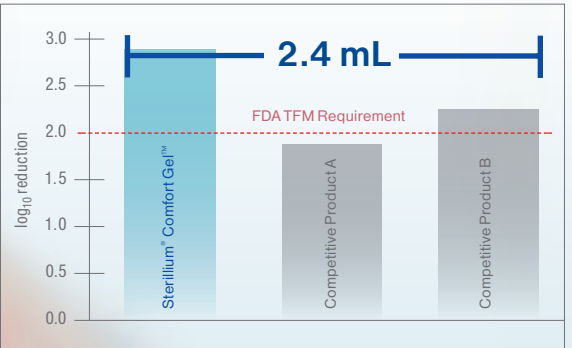 3.0
2.4 mL
2.5
FDA TFM Requirement
2.0
1.5
1.0
0.5
0.0
log10 reduction
Sterillium® Comfort Gel™
Competitive Product A
Competitive Product B